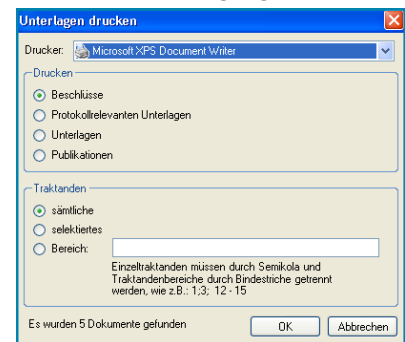 Unterlagen drucken
Drucker: Microsoft XPS Document Writer
Drucken
Beschlüsse
Protokollrelevanten Unterlagen
Unterlagen
Publikationen
Traktanden
sämtliche
selektiertes
Bereich:
Einzeltraktanden müssen durch Semikola und
Traktandenbereiche durch Bindestriche getrennt
werden, wie z.B.: 1;3; 12 - 15
Es wurden 5 Dokumente gefunden OK Abbrechen